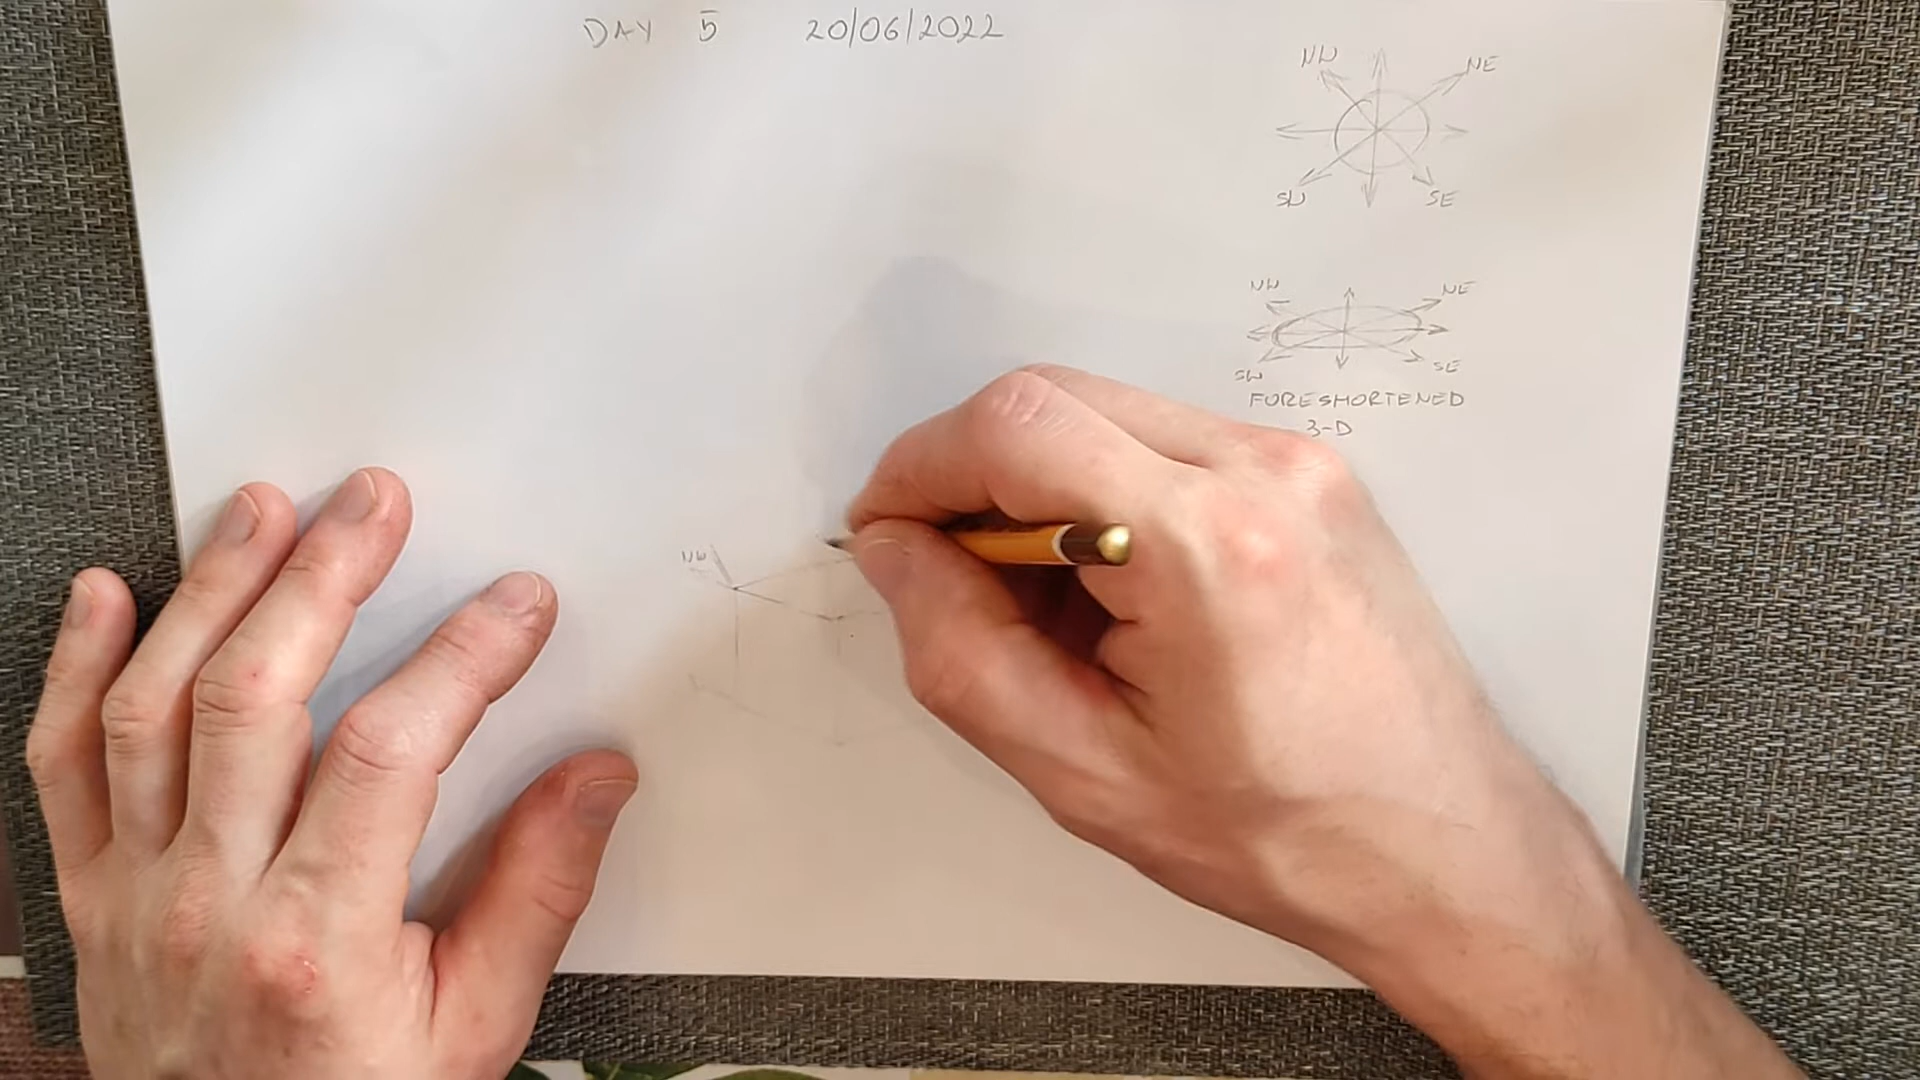 DAY 5 20/06/2022
NW NE
SW SE
NW NE
SW SE
FORESHORTENED
3-D
NW